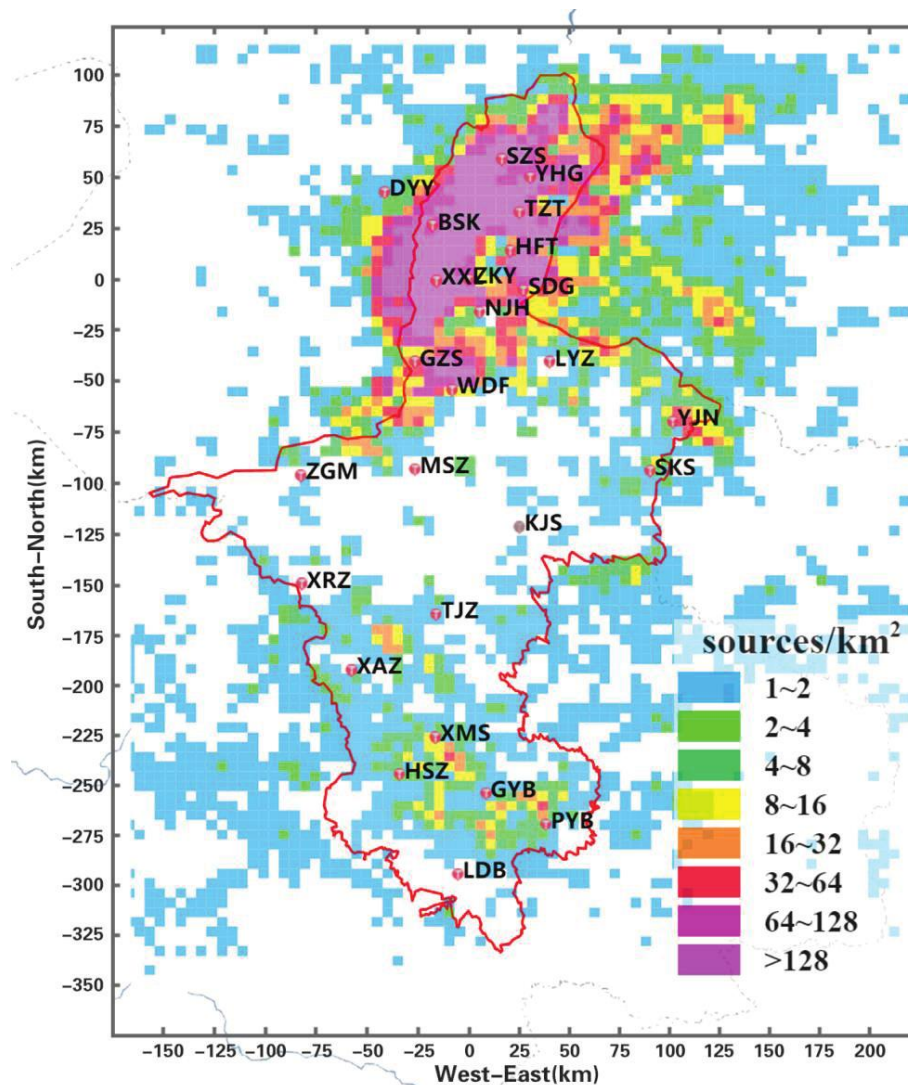 100
75
50
25
0
−25
−50
−75
−100
−125
−150
−175
−200
−225
−250
−275
−300
−325
−350
South−North(km)
SZS
YHG
DYY
TZT
BSK
HFT
XXL
ZKY
SDG
NJH
GZS
LYZ
WDF
YJN
ZGM
MSZ
SKS
KJS
XRZ
TJZ
XAZ
XMS
HSZ
GYB
PYB
LDB
sources/km²
1~2
2~4
4~8
8~16
16~32
32~64
64~128
>128
−150 −125 −100 −75 −50 −25 0 25 50 75 100 125 150 175 200
West−East(km)